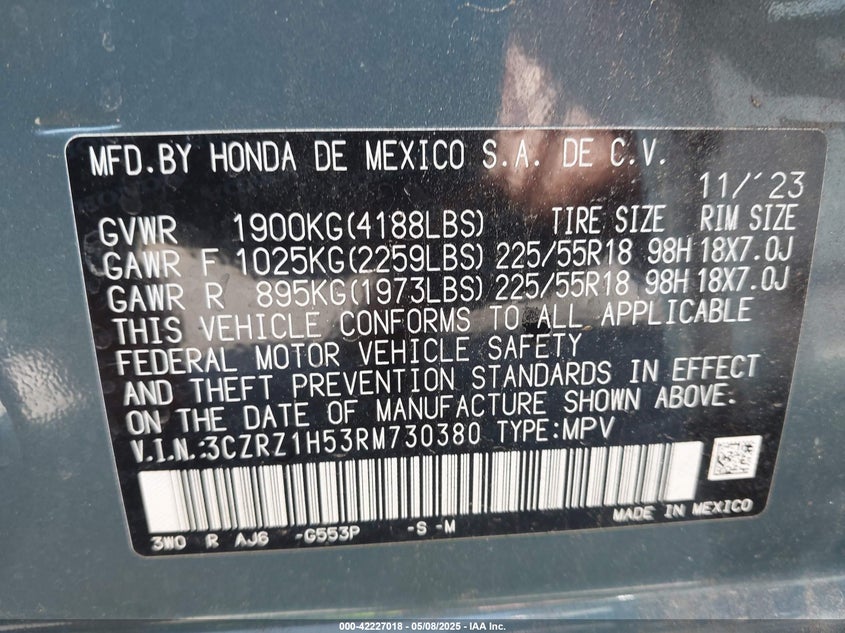 MFD.BY HONDA DE MEXICO S.A. DE C.V.
11/'23
GVWR 1900KG(4188LBS) TIRE SIZE RIM SIZE
GAWR F 1025KG(2259LBS) 225/55R18 98H 18X7.0J
GAWR R 895KG(1973LBS) 225/55R18 98H 18X7.0J
THIS VEHICLE CONFORMS TO ALL APPLICABLE
FEDERAL MOTOR VEHICLE SAFETY
AND THEFT PREVENTION STANDARDS IN EFFECT
ON THE DATE OF MANUFACTURE SHOWN ABOVE.
V.I.N.:3CZRZ1H53RM730380 TYPE:MPV
3W0 R AJ6 -G553P -S -M MADE IN MEXICO
000-42227018 - 05/08/2025 - IAA Inc.